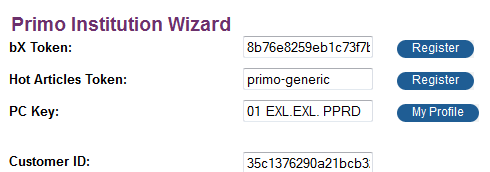 Primo Institution Wizard
bX Token: 8b76e8259eb1c73f7b Register
Hot Articles Token: primo-generic Register
PC Key: 01 EXL.EXL. PPRD My Profile
Customer ID: 35c1376290a21bcb3